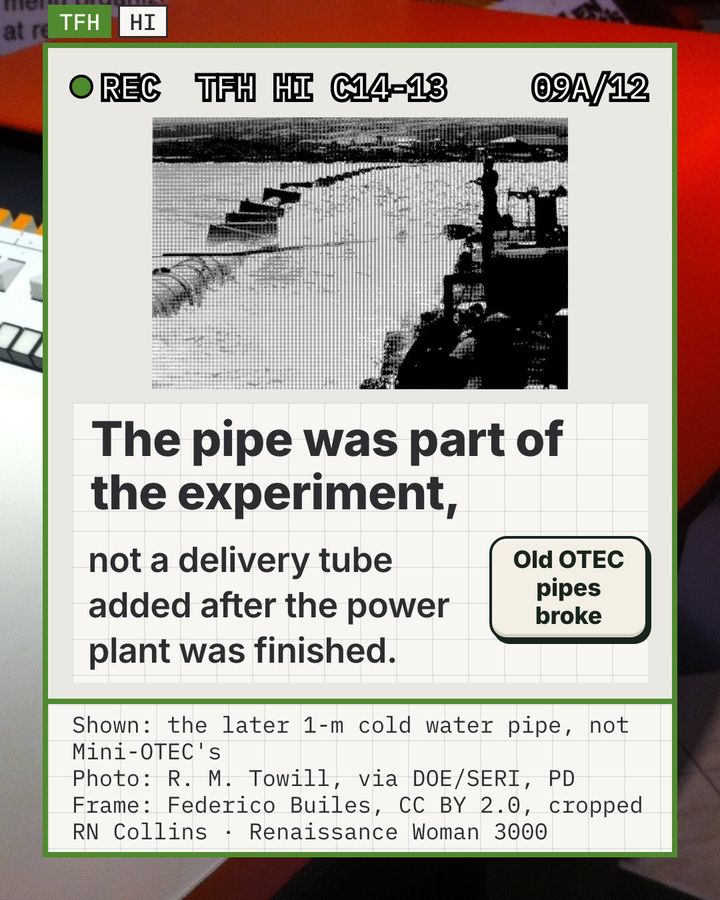 TFH HI
REC TFH HI C14-13 09A/12
The pipe was part of
the experiment,
not a delivery tube
added after the power
plant was finished.
Old OTEC
pipes
broke
Shown: the later 1-m cold water pipe, not
Mini-OTEC's
Photo: R. M. Towill, via DOE/SERI, PD
Frame: Federico Builes, CC BY 2.0, cropped
RN Collins · Renaissance Woman 3000